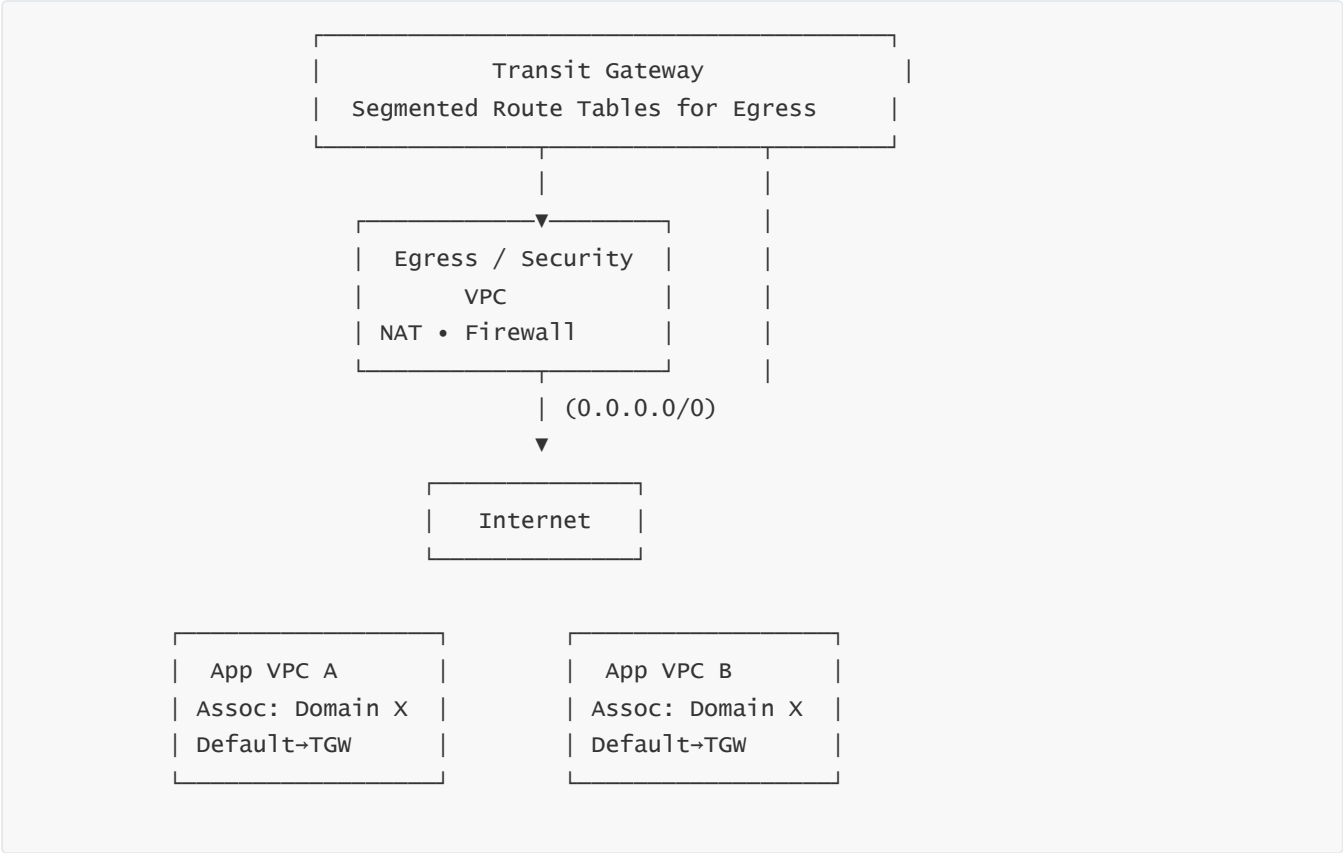 Transit Gateway
Segmented Route Tables for Egress
Egress / Security
VPC
NAT • Firewall
(0.0.0.0/0)
Internet
App VPC A
Assoc: Domain X
Default→TGW
App VPC B
Assoc: Domain X
Default→TGW